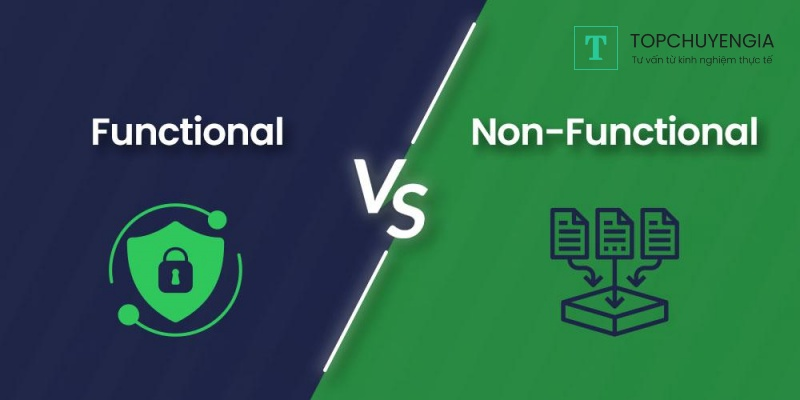 T TOPCHUYENGIA
Tư vấn từ kinh nghiệm thực tế
Functional
VS
Non-Functional